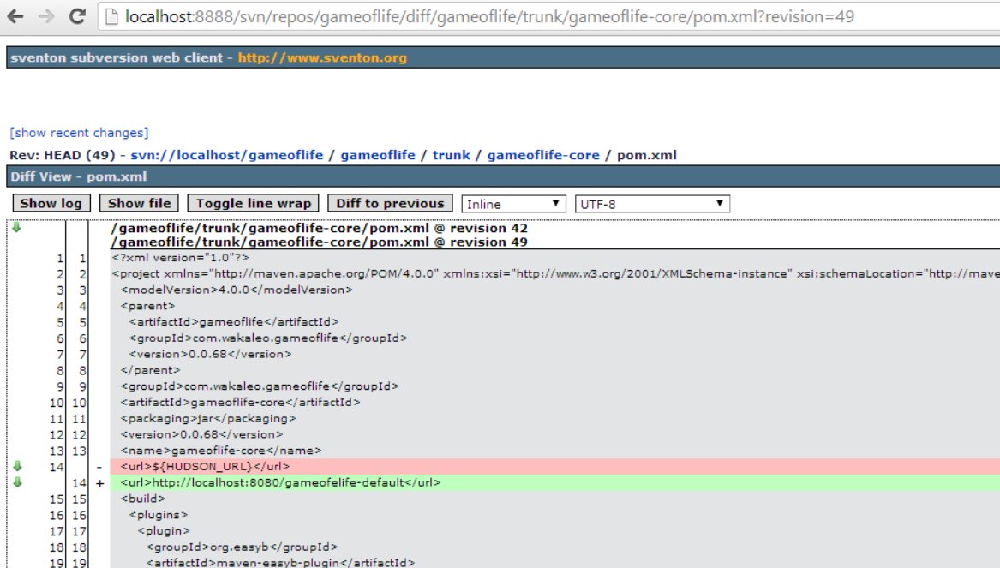 localhost:8888/svn/repos/gameoflife/diff/gameoflife/trunk/gameoflife-core/pom.xml?revision=49
sventon subversion web client - http://www.sventon.org
[show recent changes]
Rev: HEAD (49) - svn://localhost/gameoflife / gameoflife / trunk / gameoflife-core / pom.xml
Diff View - pom.xml
Show log Show file Toggle line wrap Diff to previous Inline UTF-8
/gameoflife/trunk/gameoflife-core/pom.xml @ revision 42
/gameoflife/trunk/gameoflife-core/pom.xml @ revision 49
1 1 <?xml version="1.0"?>
2 2 <project xmlns="http://maven.apache.org/POM/4.0.0" xmlns:xsi="http://www.w3.org/2001/XMLSchema-instance" xsi:schemaLocation="http://mave
3 3 <modelVersion>4.0.0</modelVersion>
4 4 <parent>
5 5 <artifactId>gameoflife</artifactId>
6 6 <groupId>com.wakaleo.gameoflife</groupId>
7 7 <version>0.0.68</version>
8 8 </parent>
9 9 <groupId>com.wakaleo.gameoflife</groupId>
10 10 <artifactId>gameoflife-core</artifactId>
11 11 <packaging>jar</packaging>
12 12 <version>0.0.68</version>
13 13 <name>gameoflife-core</name>
14 - <url>${HUDSON_URL}</url>
14 + <url>http://localhost:8080/gameofelife-default</url>
15 15 <build>
16 16 <plugins>
17 17 <plugin>
18 18 <groupId>org.easyb</groupId>
19 19 <artifactId>maven-easyb-plugin</artifactId>